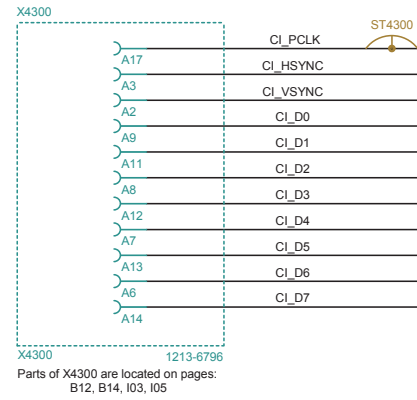 X4300
ST4300
CI_PCLK
A17
CI_HSYNC
A3
CI_VSYNC
A2
CI_D0
A9
CI_D1
A11
CI_D2
A8
CI_D3
A12
CI_D4
A7
CI_D5
A13
CI_D6
A6
CI_D7
A14
X4300 1213-6796
Parts of X4300 are located on pages:
B12, B14, I03, I05